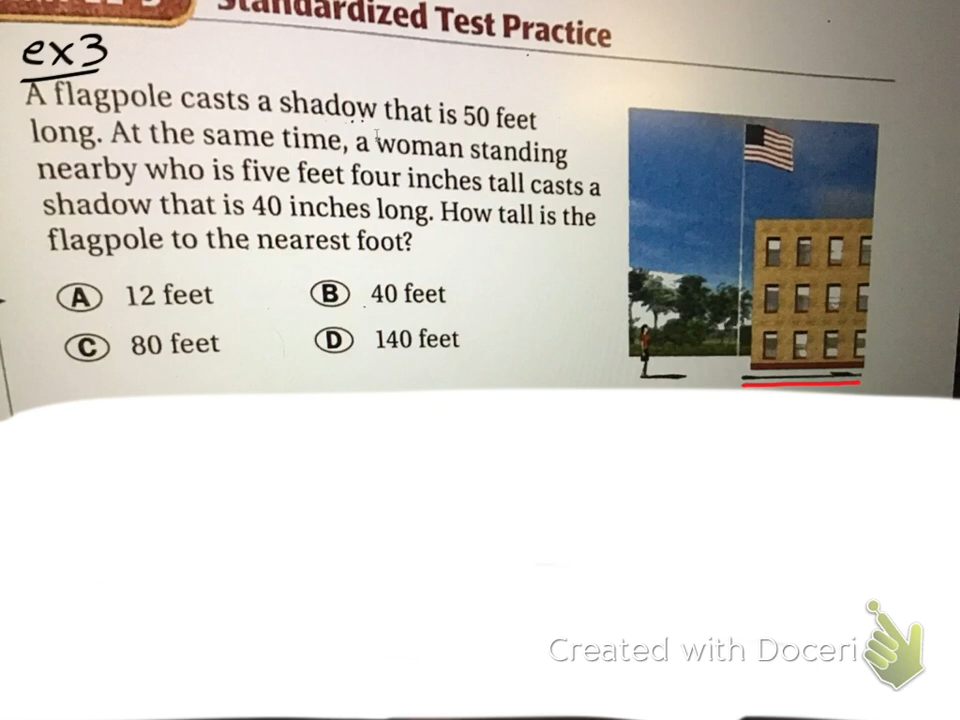 Standardized Test Practice
ex3
A flagpole casts a shadow that is 50 feet
long. At the same time, a woman standing
nearby who is five feet four inches tall casts a
shadow that is 40 inches long. How tall is the
flagpole to the nearest foot?
A 12 feet B 40 feet
C 80 feet D 140 feet
Created with Doceri